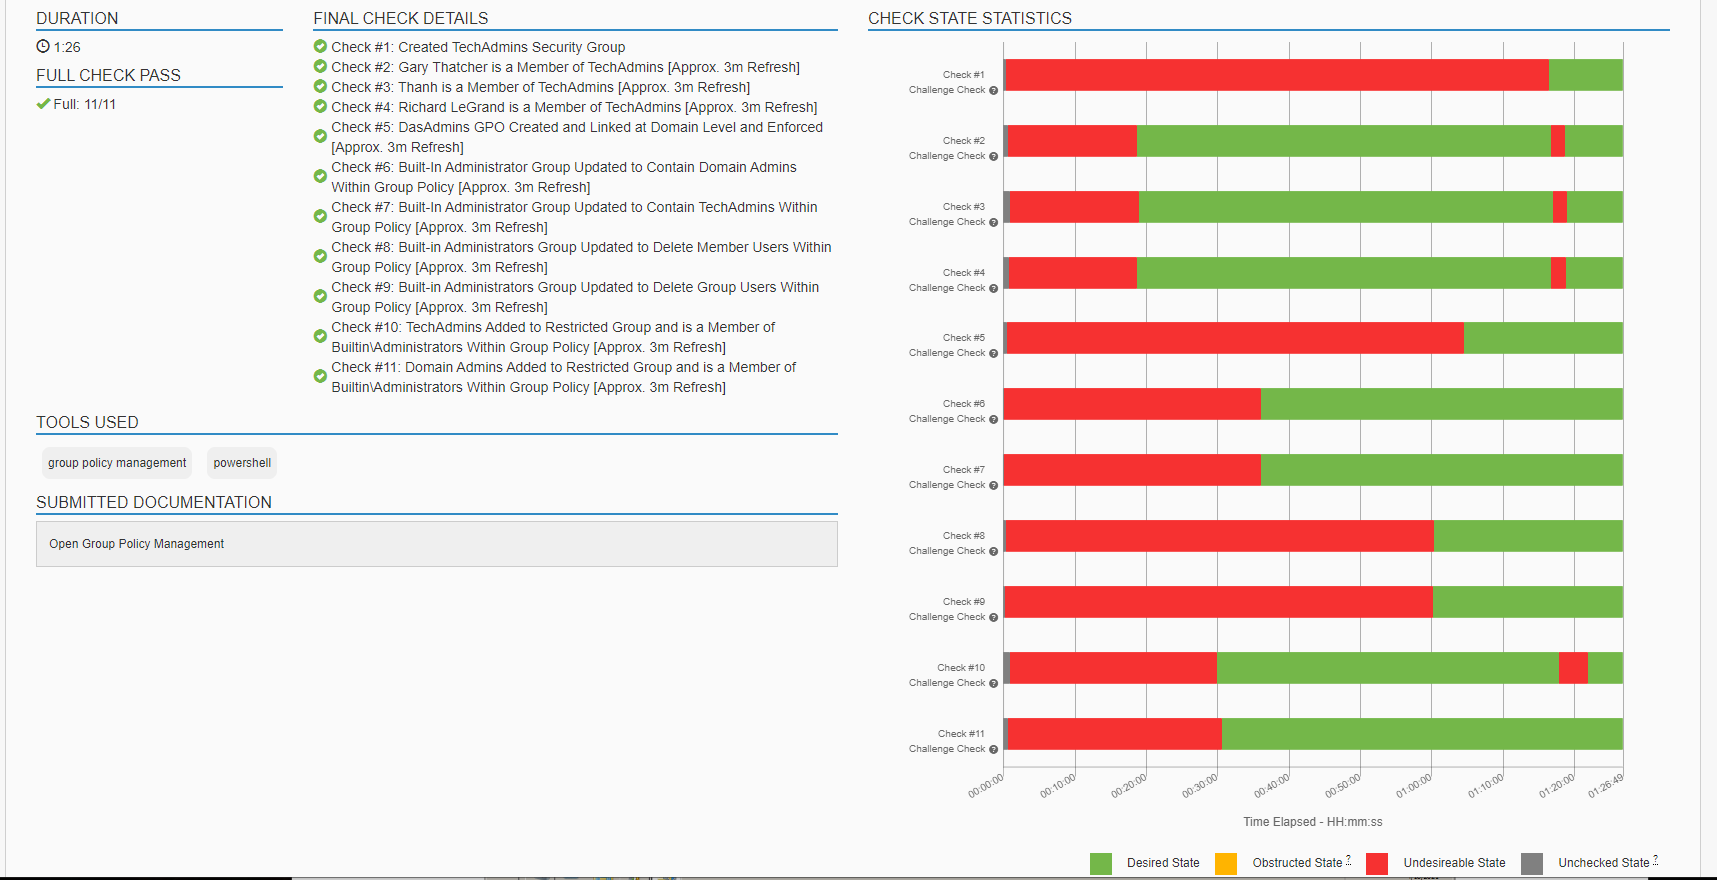 DURATION
1:26
FULL CHECK PASS
Full: 11/11
FINAL CHECK DETAILS
Check #1: Created TechAdmins Security Group
Check #2: Gary Thatcher is a Member of TechAdmins [Approx. 3m Refresh]
Check #3: Thanh is a Member of TechAdmins [Approx. 3m Refresh]
Check #4: Richard LeGrand is a Member of TechAdmins [Approx. 3m Refresh]
Check #5: DasAdmins GPO Created and Linked at Domain Level and Enforced
[Approx. 3m Refresh]
Check #6: Built-In Administrator Group Updated to Contain Domain Admins
Within Group Policy [Approx. 3m Refresh]
Check #7: Built-In Administrator Group Updated to Contain TechAdmins Within
Group Policy [Approx. 3m Refresh]
Check #8: Built-in Administrators Group Updated to Delete Member Users Within
Group Policy [Approx. 3m Refresh]
Check #9: Built-in Administrators Group Updated to Delete Group Users Within
Group Policy [Approx. 3m Refresh]
Check #10: TechAdmins Added to Restricted Group and is a Member of
Builtin\Administrators Within Group Policy [Approx. 3m Refresh]
Check #11: Domain Admins Added to Restricted Group and is a Member of
Builtin\Administrators Within Group Policy [Approx. 3m Refresh]
TOOLS USED
group policy management
powershell
SUBMITTED DOCUMENTATION
Open Group Policy Management
CHECK STATE STATISTICS
Check #1
Challenge Check ?
Check #2
Challenge Check ?
Check #3
Challenge Check ?
Check #4
Challenge Check ?
Check #5
Challenge Check ?
Check #6
Challenge Check ?
Check #7
Challenge Check ?
Check #8
Challenge Check ?
Check #9
Challenge Check ?
Check #10
Challenge Check ?
Check #11
Challenge Check ?
00:00:00
00:10:00
00:20:00
00:30:00
00:40:00
00:50:00
01:00:00
01:10:00
01:20:00
01:26:49
Time Elapsed - HH:mm:ss
Desired State
Obstructed State ?
Undesireable State
Unchecked State ?